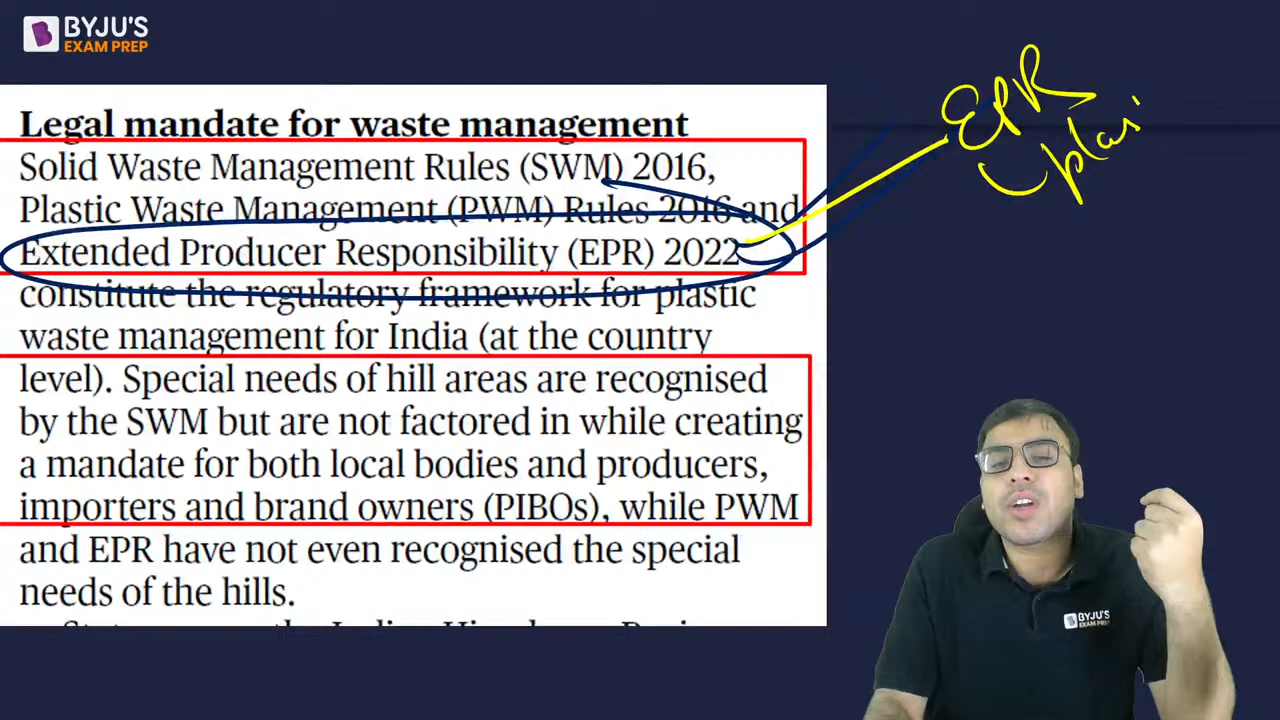 BYJU'S
EXAM PREP
Legal mandate for waste management
Solid Waste Management Rules (SWM) 2016,
Plastic Waste Management (PWM) Rules 2016 and
Extended Producer Responsibility (EPR) 2022
constitute the regulatory framework for plastic
waste management for India (at the country
level). Special needs of hill areas are recognised
by the SWM but are not factored in while creating
a mandate for both local bodies and producers,
importers and brand owners (PIBOs), while PWM
and EPR have not even recognised the special
needs of the hills.
EPR
plas
BYJU'S
EXAM PREP